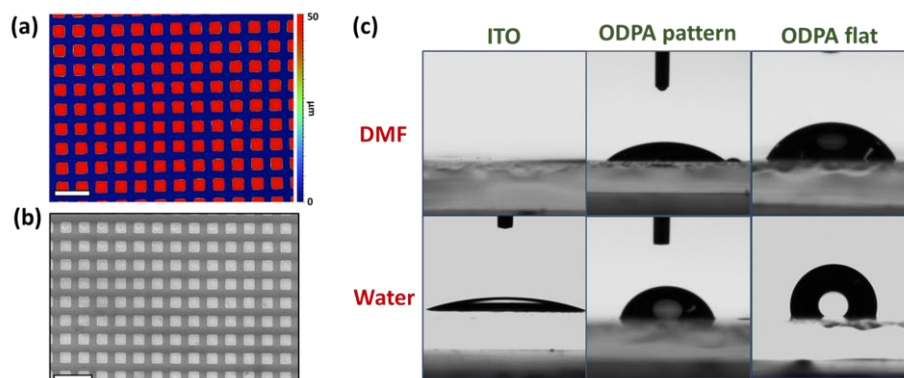 (a)
50
µm
0
(b)
(c)
ITO
ODPA pattern
ODPA flat
DMF
Water